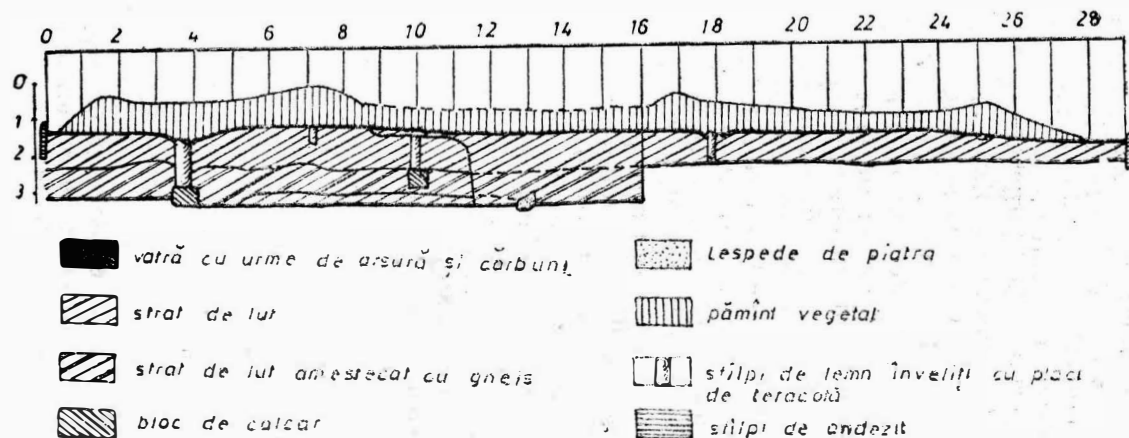 0 2 4 6 8 10 12 14 16 18 20 22 24 26 28
0
1
2
3
vatră cu urme de arsură și cărbuni
strat de lut
strat de lut amestecat cu gneis
bloc de calcar
Lespede de piatra
pămînt vegetal
stîlpi de lemn înveliți cu placi
de teracotă
stîlpi de andezit